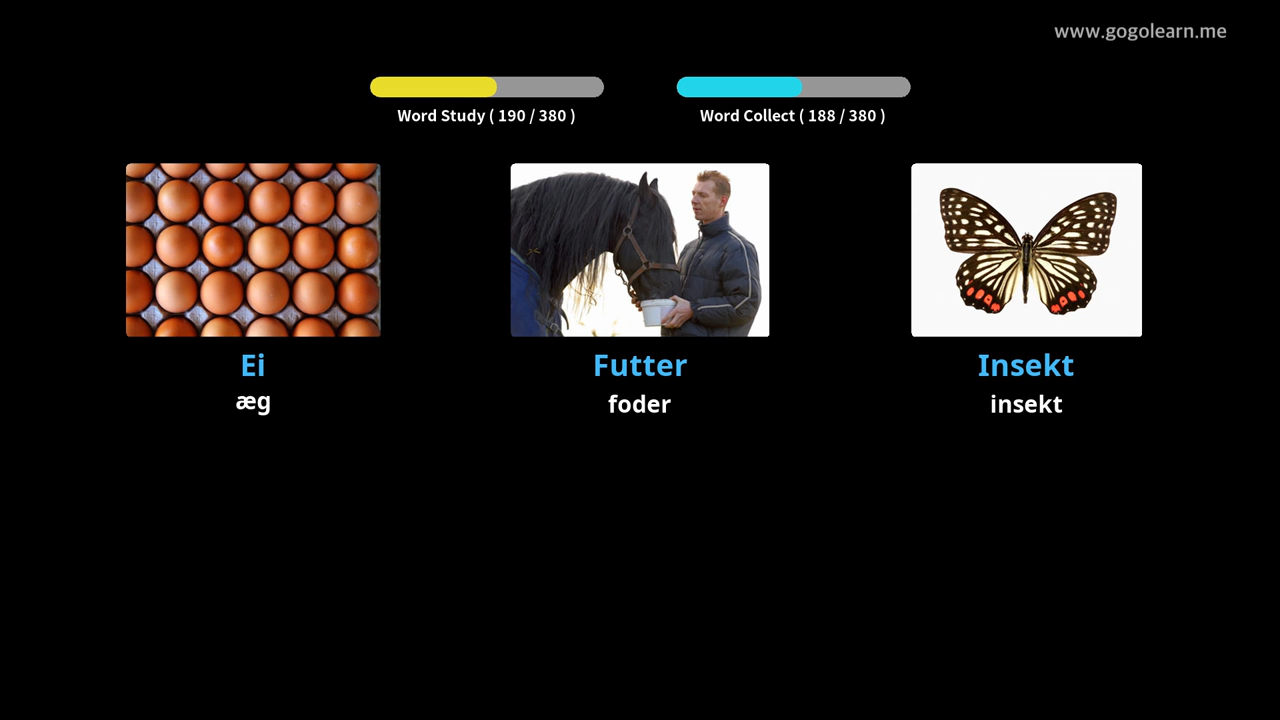 www.gogolearn.me
Word Study ( 190 / 380 )
Word Collect ( 188 / 380 )
Ei
æg
Futter
foder
Insekt
insekt